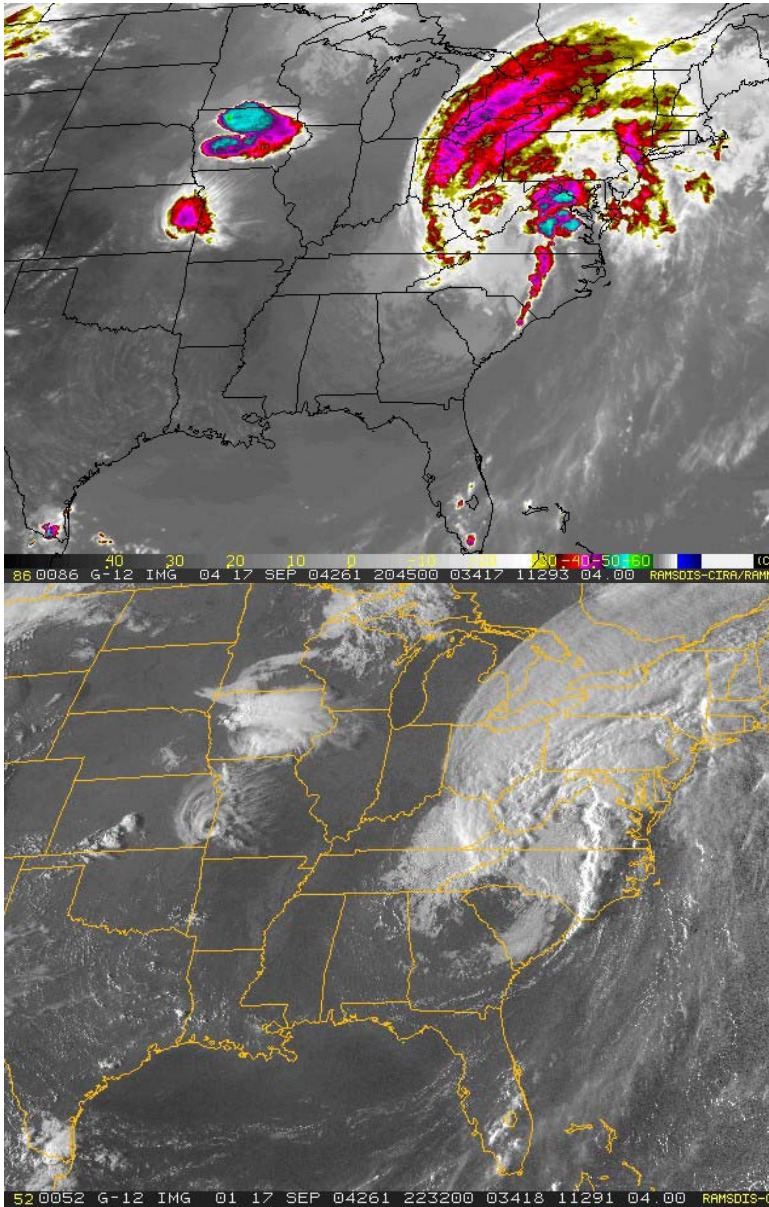 40 30 20 10 0 -10 -20 -30 -40 -50 -60
86 0086 G-12 IMG 04 17 SEP 04261 204500 03417 11293 04.00 RAMSDIS-CIRA/RAMM
52 0052 G-12 IMG 01 17 SEP 04261 223200 03418 11291 04.00 RAMSDIS-C